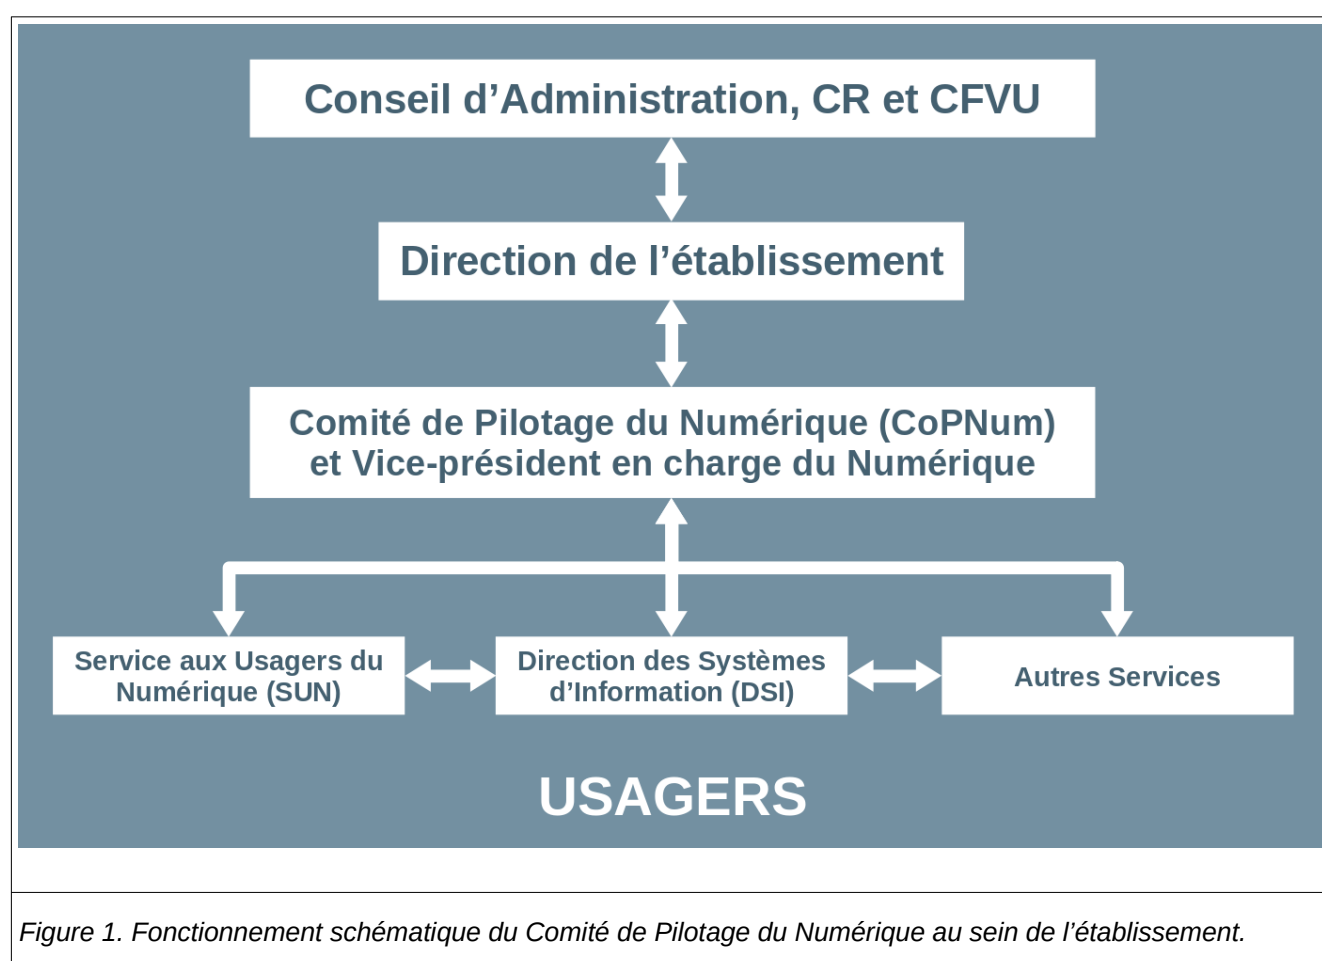 Conseil d’Administration, CR et CFVU
Direction de l’établissement
Comité de Pilotage du Numérique (CoPNum)
et Vice-président en charge du Numérique
Service aux Usagers du
Numérique (SUN)
Direction des Systèmes
d’Information (DSI)
Autres Services
USAGERS
Figure 1. Fonctionnement schématique du Comité de Pilotage du Numérique au sein de l’établissement.